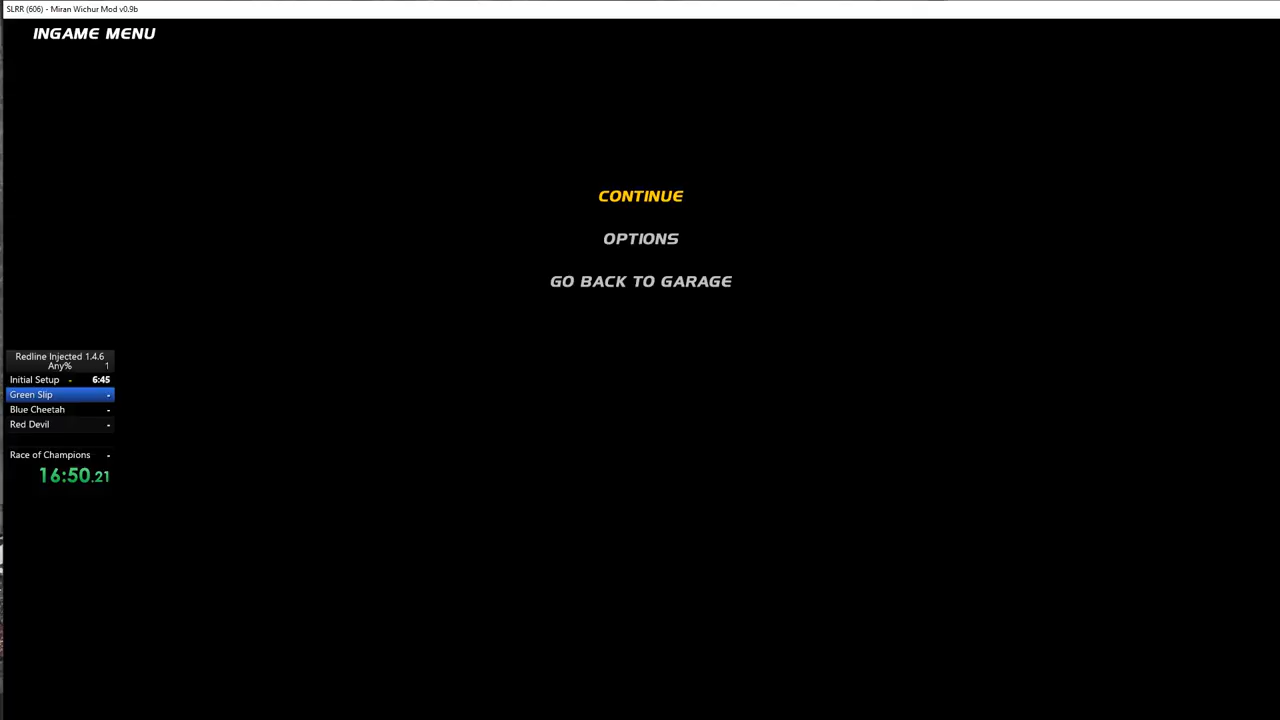 SLRR (606) - Miran Wichur Mod v0.9b
INGAME MENU
CONTINUE
OPTIONS
GO BACK TO GARAGE
Redline Injected 1.4.6
Any% 1
Initial Setup - 6:45
Green Slip -
Blue Cheetah -
Red Devil -
Race of Champions -
16:50.21